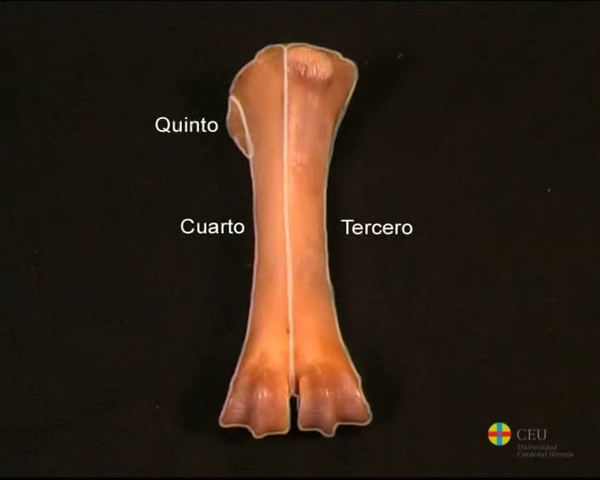 Quinto
Cuarto
Tercero
CEU
Universidad
Cardenal Herrera